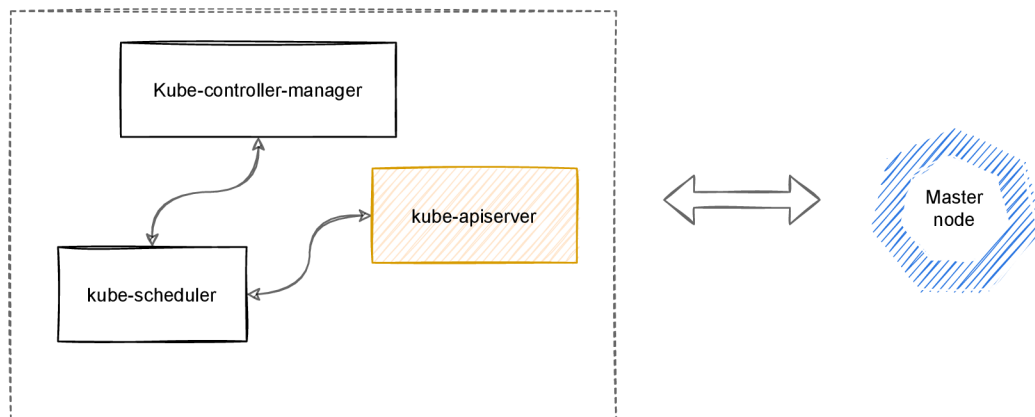 Kube-controller-manager
kube-apiserver
kube-scheduler
Master
node